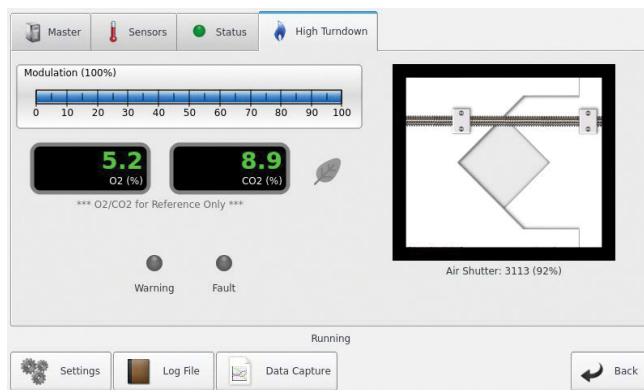 Master Sensors Status High Turndown
Modulation (100%)
0 10 20 30 40 50 60 70 80 90 100
5.2 8.9
O2 (%) CO2 (%)
*** O2/CO2 for Reference Only ***
Air Shutter: 3113 (92%)
Warning Fault
Running
Settings Log File Data Capture Back